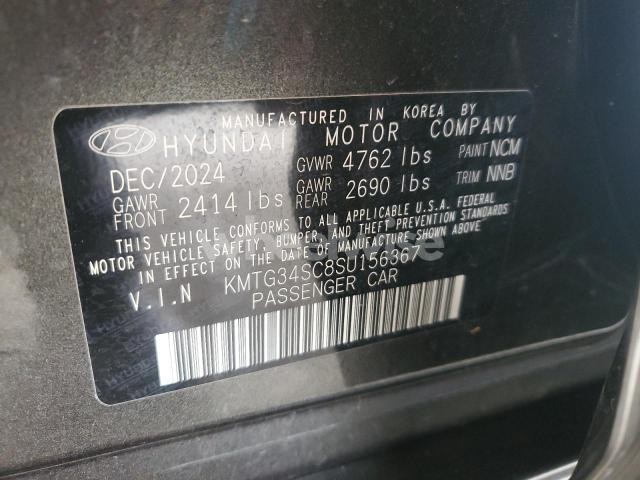 MANUFACTURED IN KOREA BY
HYUNDAI MOTOR COMPANY
DEC/2024 GVWR 4762 lbs PAINT NCM
GAWR FRONT 2414 lbs GAWR REAR 2690 lbs TRIM NNB
THIS VEHICLE CONFORMS TO ALL APPLICABLE U.S.A. FEDERAL
MOTOR VEHICLE SAFETY, BUMPER, AND THEFT PREVENTION STANDARDS
IN EFFECT ON THE DATE OF MANUFACTURE SHOWN ABOVE
V.I.N KMTG34SC8SU156367
PASSENGER CAR